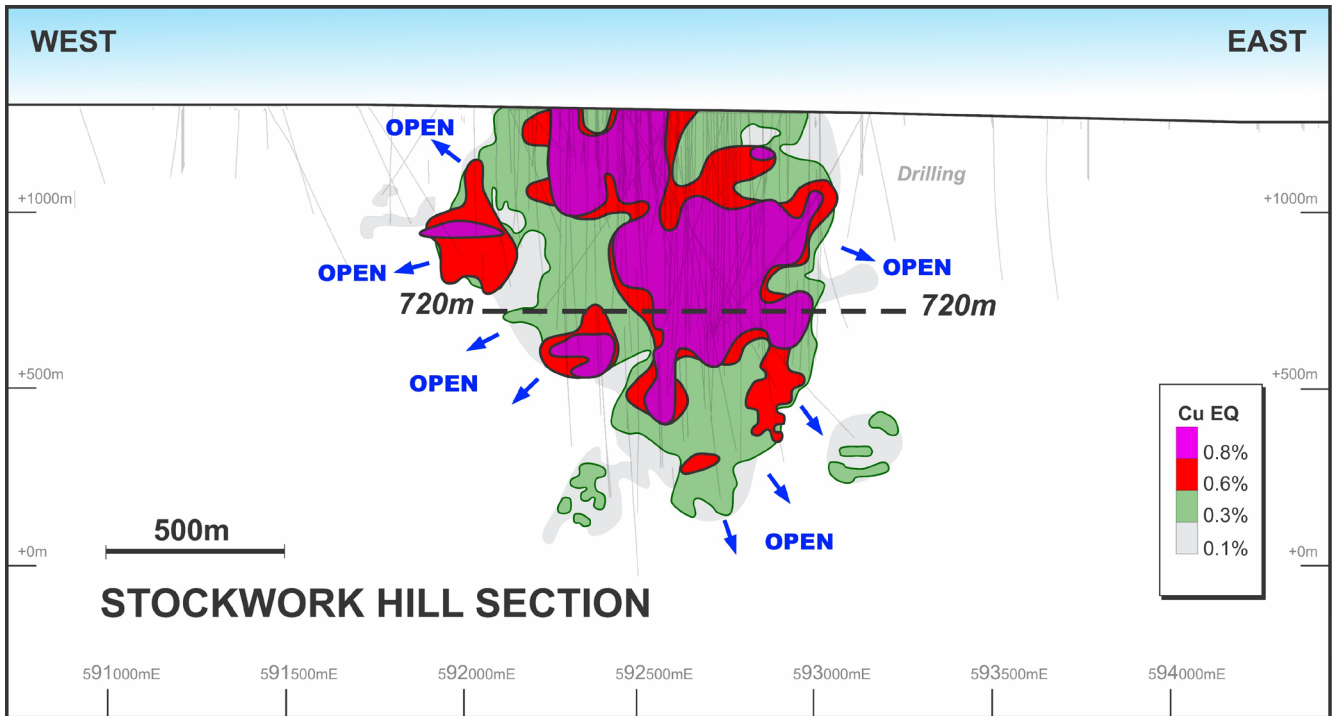 WEST
EAST
OPEN
Drilling
+1000m
+1000m
OPEN
OPEN
720m
720m
+500m
+500m
OPEN
Cu EQ
0.8%
0.6%
0.3%
0.1%
500m
OPEN
+0m
+0m
STOCKWORK HILL SECTION
591000mE
591500mE
592000mE
592500mE
593000mE
593500mE
594000mE